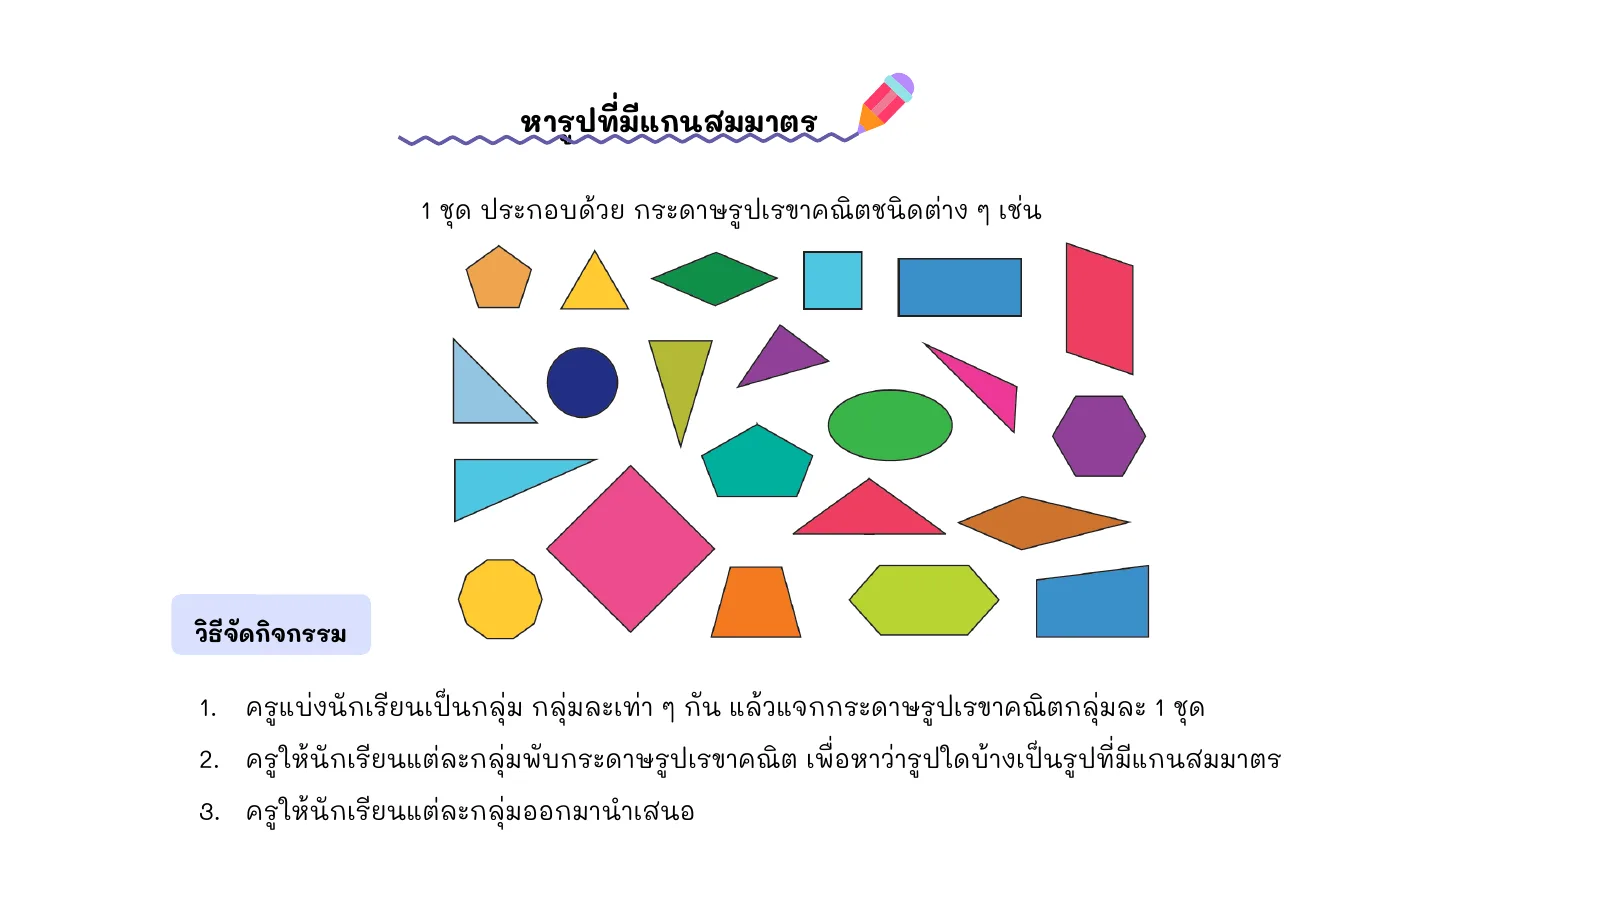 หารูปที่มีแกนสมมาตร
1 ชุด ประกอบด้วย กระดาษรูปเรขาคณิตชนิดต่าง ๆ เช่น
วิธีจัดกิจกรรม
1. ครูแบ่งนักเรียนเป็นกลุ่ม กลุ่มละเท่า ๆ กัน แล้วแจกกระดาษรูปเรขาคณิตกลุ่มละ 1 ชุด
2. ครูให้นักเรียนแต่ละกลุ่มพับกระดาษรูปเรขาคณิต เพื่อหาว่ารูปใดบ้างเป็นรูปที่มีแกนสมมาตร
3. ครูให้นักเรียนแต่ละกลุ่มออกมานำเสนอ